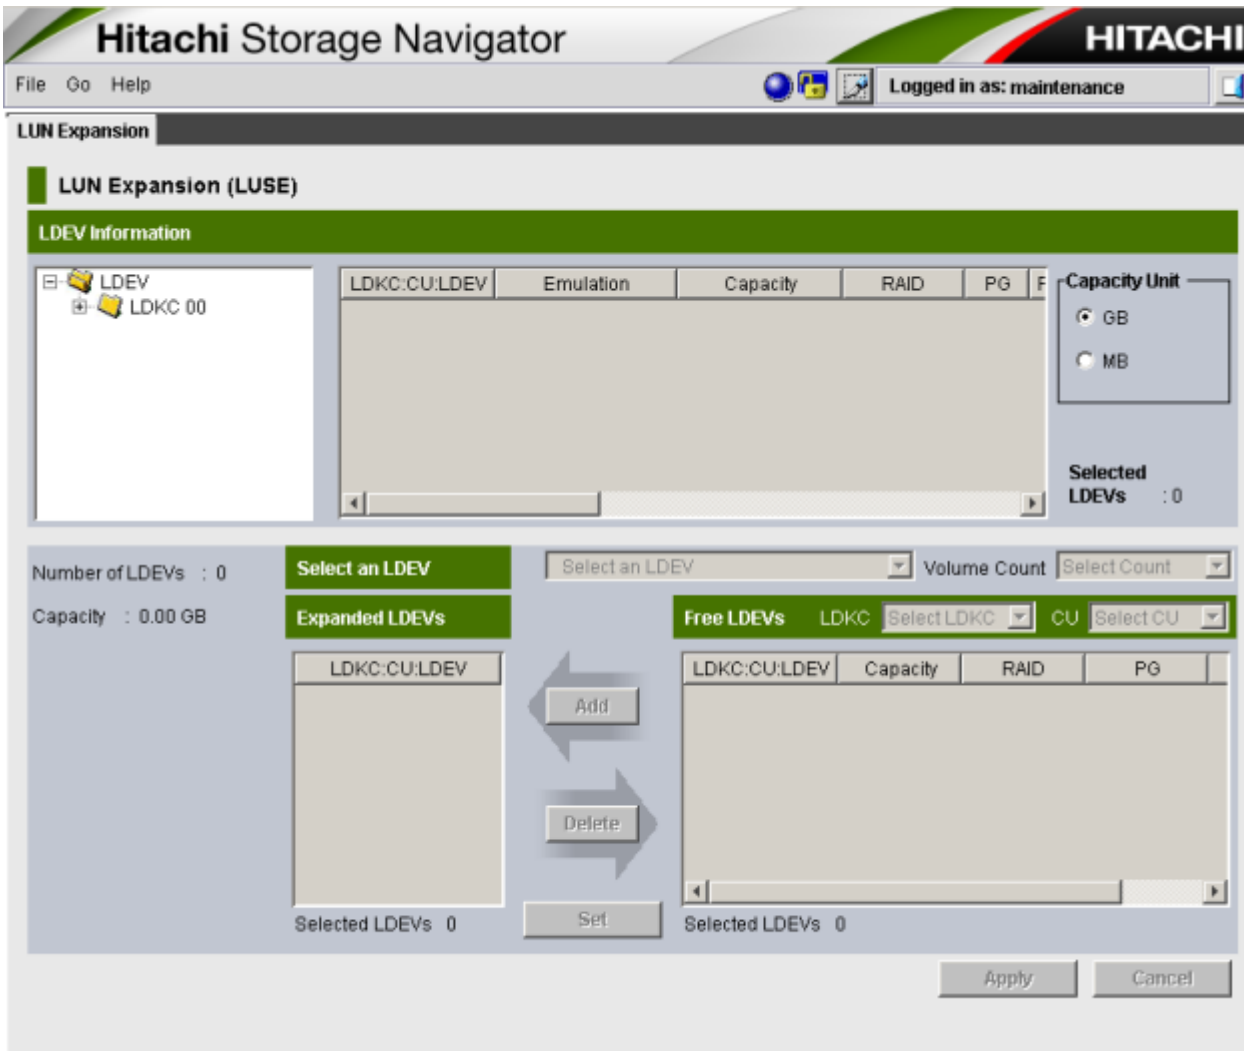 Hitachi Storage Navigator
HITACHI
File Go Help
Logged in as: maintenance
LUN Expansion
LUN Expansion (LUSE)
LDEV Information
LDEV
LDKC 00
LDKC:CU:LDEV Emulation Capacity RAID PG F
Capacity Unit
GB
MB
Selected
LDEVs : 0
Number of LDEVs : 0
Capacity : 0.00 GB
Select an LDEV
Select an LDEV
Volume Count Select Count
Expanded LDEVs
Free LDEVs LDKC Select LDKC CU Select CU
LDKC:CU:LDEV
Add
Delete
Set
LDKC:CU:LDEV Capacity RAID PG
Selected LDEVs 0
Selected LDEVs 0
Apply Cancel